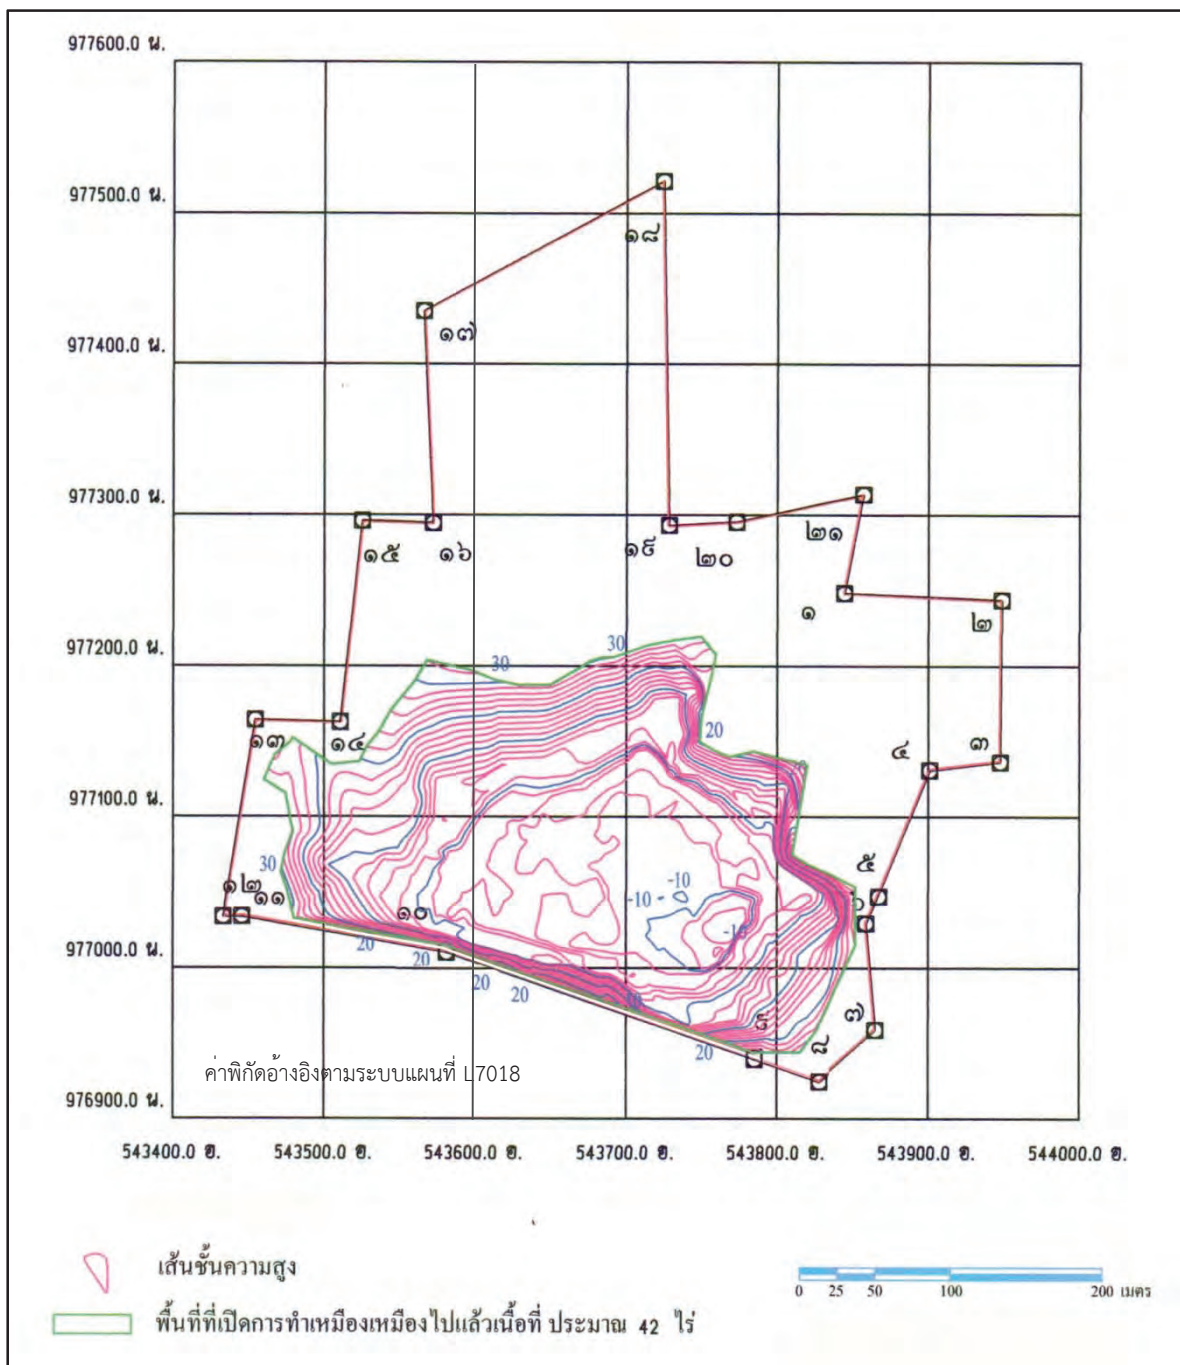 977600.0 น.
977500.0 น.
๑๘
๑๗
977400.0 น.
977300.0 น.
๒๑
๑๕
๑๖
๑๙
๒๐
๑
๒
977200.0 น.
30
30
๑๓
๑๔
20
๔
๓
977100.0 น.
30
๑๒
๑๑
๕
-10
-10
-10
๑๐
977000.0 น.
20
20
20
20
๙
๗
๘
20
ค่าพิกัดอ้างอิงตามระบบแผนที่ L7018
976900.0 น.
543400.0 อ.
543500.0 อ.
543600.0 อ.
543700.0 อ.
543800.0 อ.
543900.0 อ.
544000.0 อ.
เส้นชั้นความสูง
พื้นที่ที่เปิดการทำเหมืองเหมืองไปแล้วเนื้อที่ ประมาณ 42 ไร่
0 25 50 100 200 เมตร